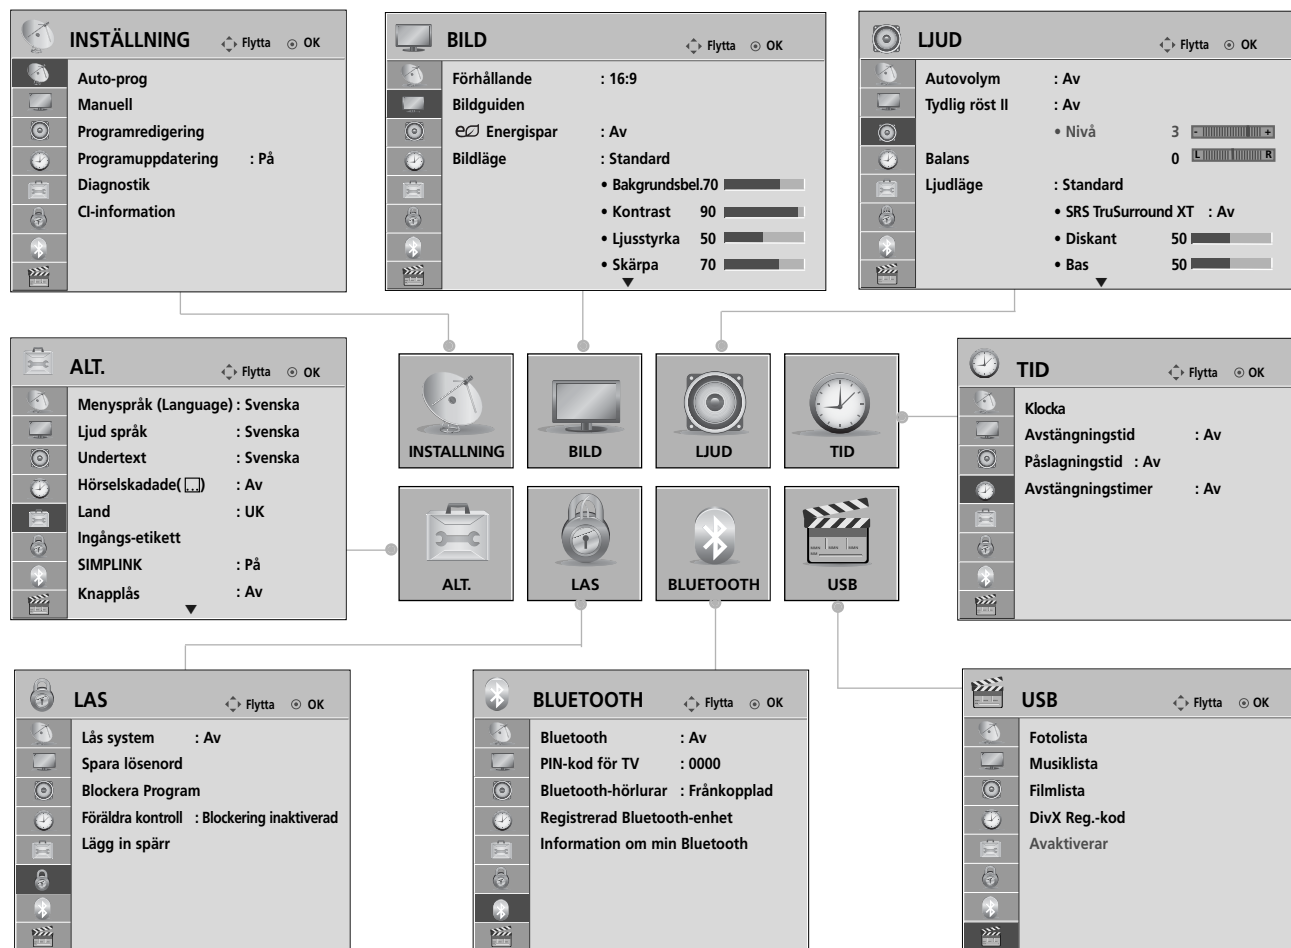 INSTÄLLNING Flytta OK
Auto-prog
Manuell
Programredigering
Programuppdatering : På
Diagnostik
CI-information
BILD Flytta OK
Förhållande : 16:9
Bildguiden
Energispar : Av
Bildläge : Standard
• Bakgrundsbel.70
• Kontrast 90
• Ljusstyrka 50
• Skärpa 70
LJUD Flytta OK
Autovolym : Av
Tydlig röst II : Av
• Nivå 3 - +
Balans 0 L R
Ljudläge : Standard
• SRS TruSurround XT : Av
• Diskant 50
• Bas 50
ALT. Flytta OK
Menyspråk (Language) : Svenska
Ljud språk : Svenska
Undertext : Svenska
Hörselskadade( ) : Av
Land : UK
Ingångs-etikett
SIMPLINK : På
Knapplås : Av
INSTALLNING
BILD
LJUD
TID
ALT.
LAS
BLUETOOTH
USB
TID Flytta OK
Klocka
Avstängningstid : Av
Påslagningstid : Av
Avstängningstimer : Av
LAS Flytta OK
Lås system : Av
Spara lösenord
Blockera Program
Föräldra kontroll : Blockering inaktiverad
Lägg in spärr
BLUETOOTH Flytta OK
Bluetooth : Av
PIN-kod för TV : 0000
Bluetooth-hörlurar : Frånkopplad
Registrerad Bluetooth-enhet
Information om min Bluetooth
USB Flytta OK
Fotolista
Musiklista
Filmlista
DivX Reg.-kod
Avaktiverar